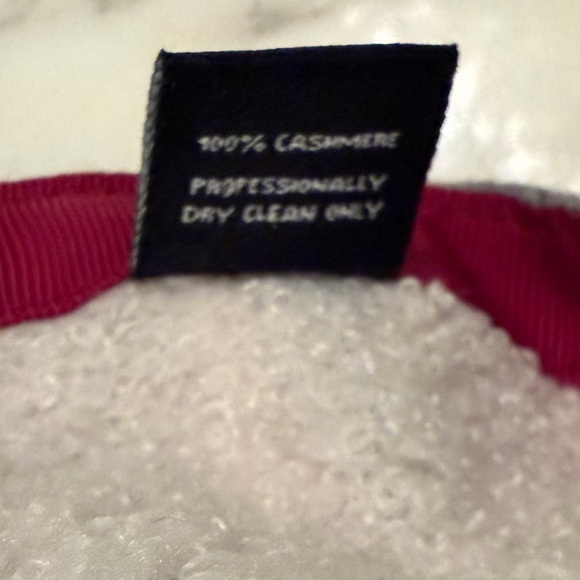 100% CASHMERE
PROFESSIONALLY
DRY CLEAN ONLY